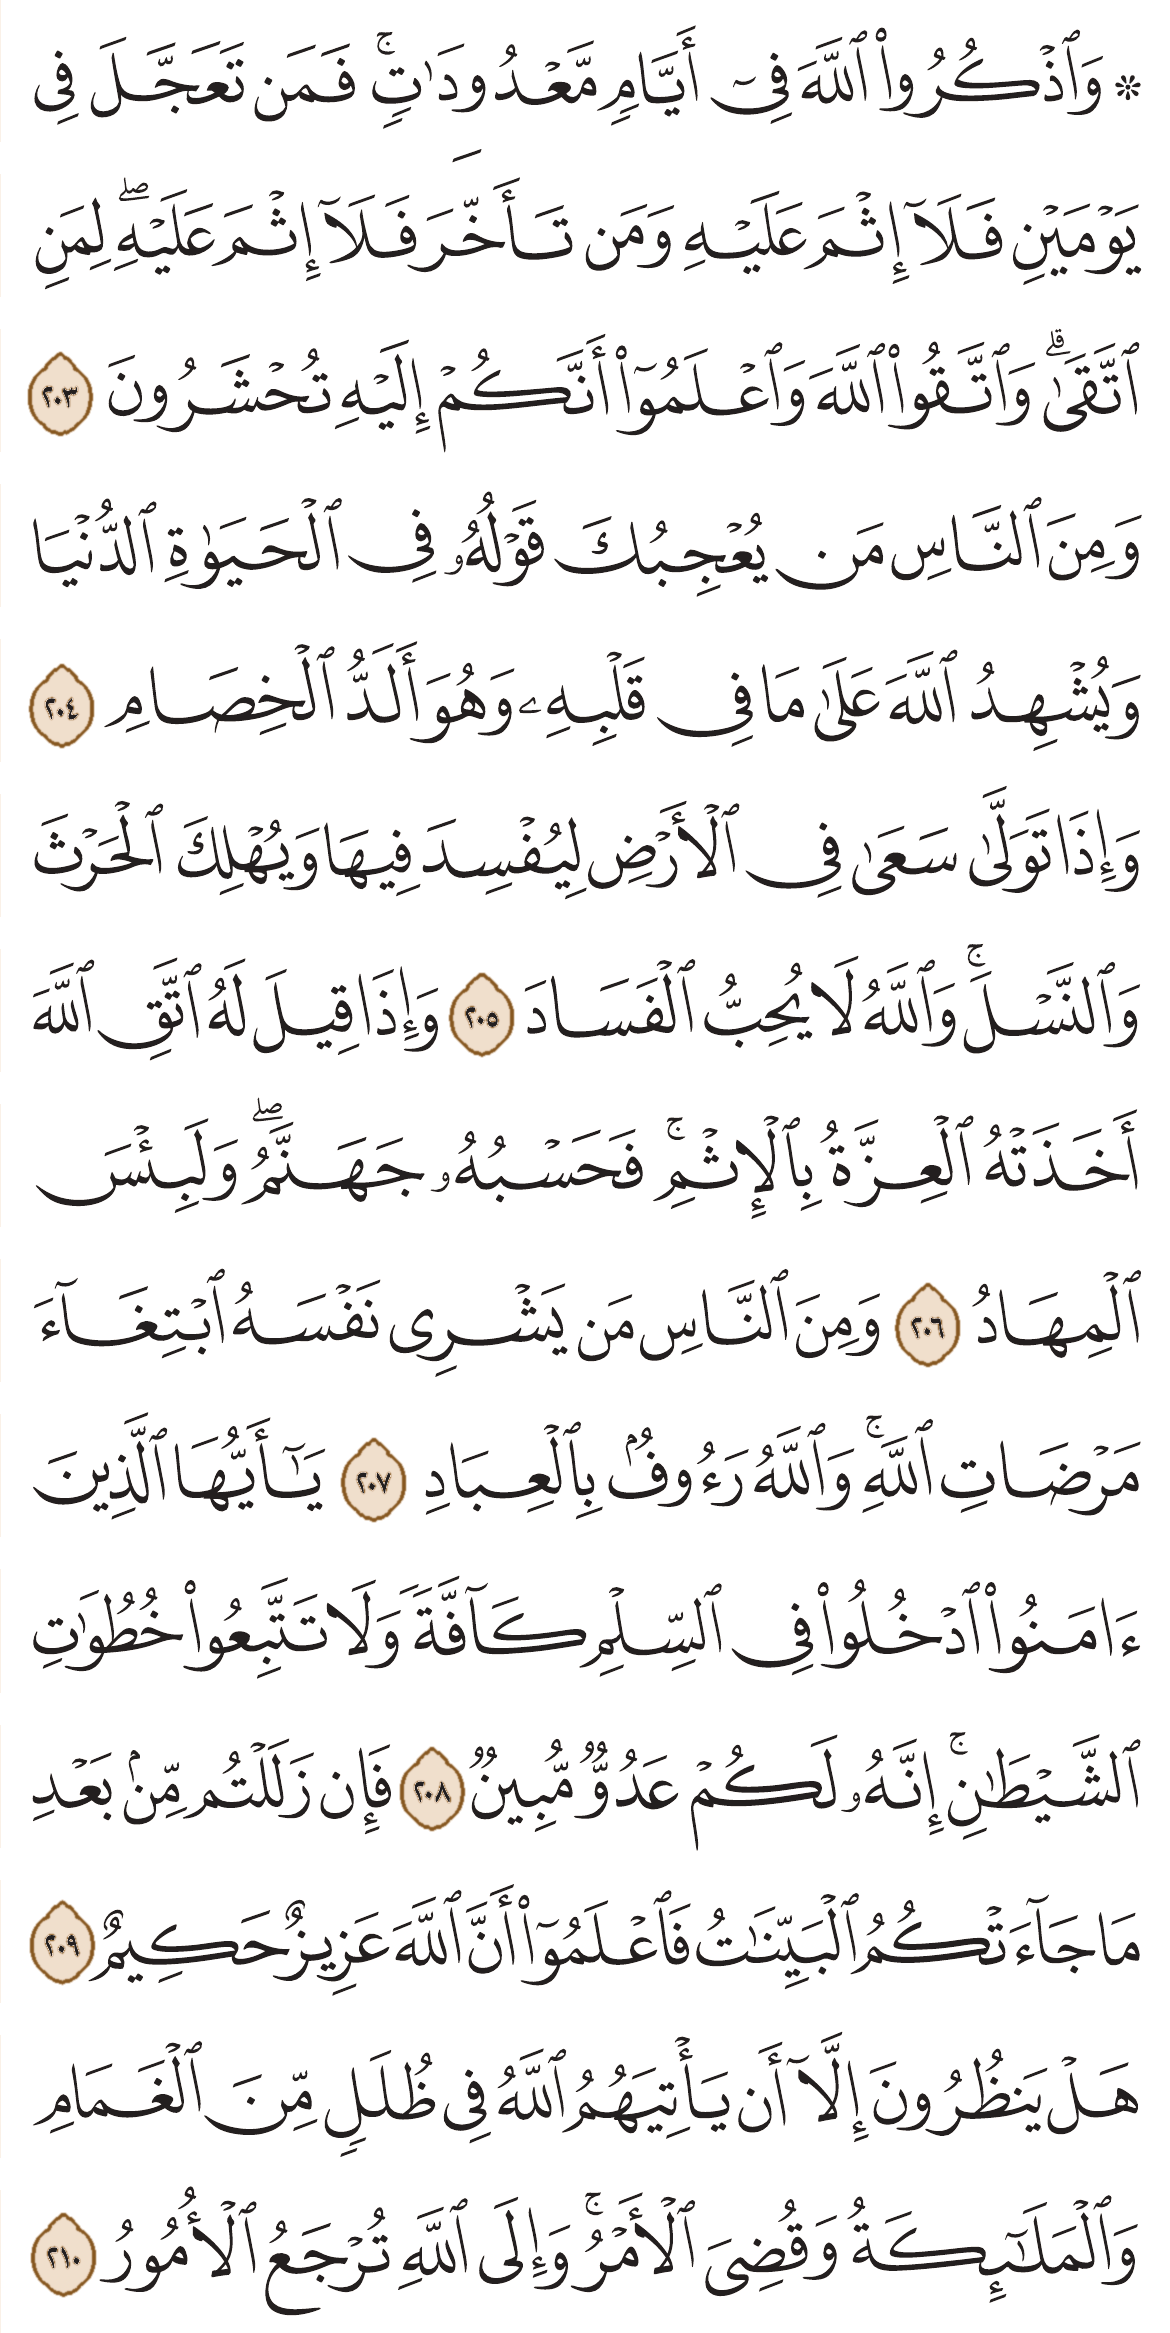 ۞ وَٱذْكُرُوا۟ ٱللَّهَ فِىٓ أَيَّامٍ مَّعْدُودَٰتٍ ۚ فَمَن تَعَجَّلَ فِى
يَوْمَيْنِ فَلَآ إِثْمَ عَلَيْهِ وَمَن تَأَخَّرَ فَلَآ إِثْمَ عَلَيْهِ ۖ لِمَنِ
ٱتَّقَىٰ ۗ وَٱتَّقُوا۟ ٱللَّهَ وَٱعْلَمُوٓا۟ أَنَّكُمْ إِلَيْهِ تُحْشَرُونَ ٢٠٣
وَمِنَ ٱلنَّاسِ مَن يُعْجِبُكَ قَوْلُهُۥ فِى ٱلْحَيَوٰةِ ٱلدُّنْيَا
وَيُشْهِدُ ٱللَّهَ عَلَىٰ مَا فِى قَلْبِهِۦ وَهُوَ أَلَدُّ ٱلْخِصَامِ ٢٠٤
وَإِذَا تَوَلَّىٰ سَعَىٰ فِى ٱلْأَرْضِ لِيُفْسِدَ فِيهَا وَيُهْلِكَ ٱلْحَرْثَ
وَٱلنَّسْلَ ۚ وَٱللَّهُ لَا يُحِبُّ ٱلْفَسَادَ ٢٠٥ وَإِذَا قِيلَ لَهُ ٱتَّقِ ٱللَّهَ
أَخَذَتْهُ ٱلْعِزَّةُ بِٱلْإِثْمِ ۚ فَحَسْبُهُۥ جَهَنَّمُ ۖ وَلَبِئْسَ
ٱلْمِهَادُ ٢٠٦ وَمِنَ ٱلنَّاسِ مَن يَشْرِى نَفْسَهُ ٱبْتِغَآءَ
مَرْضَاتِ ٱللَّهِ ۚ وَٱللَّهُ رَءُوفٌۢ بِٱلْعِبَادِ ٢٠٧ يَٰٓأَيُّهَا ٱلَّذِينَ
ءَامَنُوا۟ ٱدْخُلُوا۟ فِى ٱلسِّلْمِ كَآفَّةً وَلَا تَتَّبِعُوا۟ خُطُوَٰتِ
ٱلشَّيْطَٰنِ ۚ إِنَّهُۥ لَكُمْ عَدُوٌّ مُّبِينٌ ٢٠٨ فَإِن زَلَلْتُم مِّنۢ بَعْدِ
مَا جَآءَتْكُمُ ٱلْبَيِّنَٰتُ فَٱعْلَمُوٓا۟ أَنَّ ٱللَّهَ عَزِيزٌ حَكِيمٌ ٢٠٩
هَلْ يَنظُرُونَ إِلَّآ أَن يَأْتِيَهُمُ ٱللَّهُ فِى ظُلَلٍ مِّنَ ٱلْغَمَامِ
وَٱلْمَلَٰٓئِكَةُ وَقُضِىَ ٱلْأَمْرُ ۚ وَإِلَى ٱللَّهِ تُرْجَعُ ٱلْأُمُورُ ٢١٠